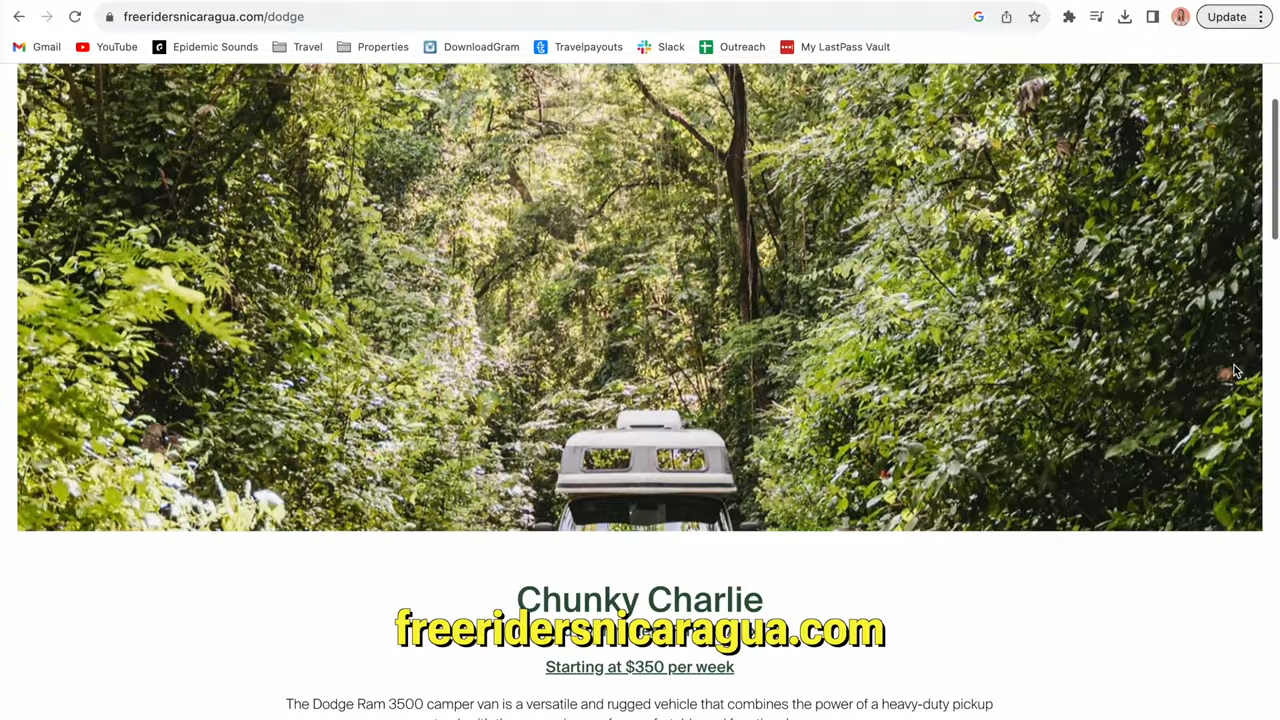 freeridersnicaragua.com/dodge
Update
Gmail
YouTube
Epidemic Sounds
Travel
Properties
DownloadGram
Travelpayouts
Slack
Outreach
My LastPass Vault
Chunky Charlie
freeridersnicaragua.com
Starting at $350 per week
The Dodge Ram 3500 camper van is a versatile and rugged vehicle that combines the power of a heavy-duty pickup